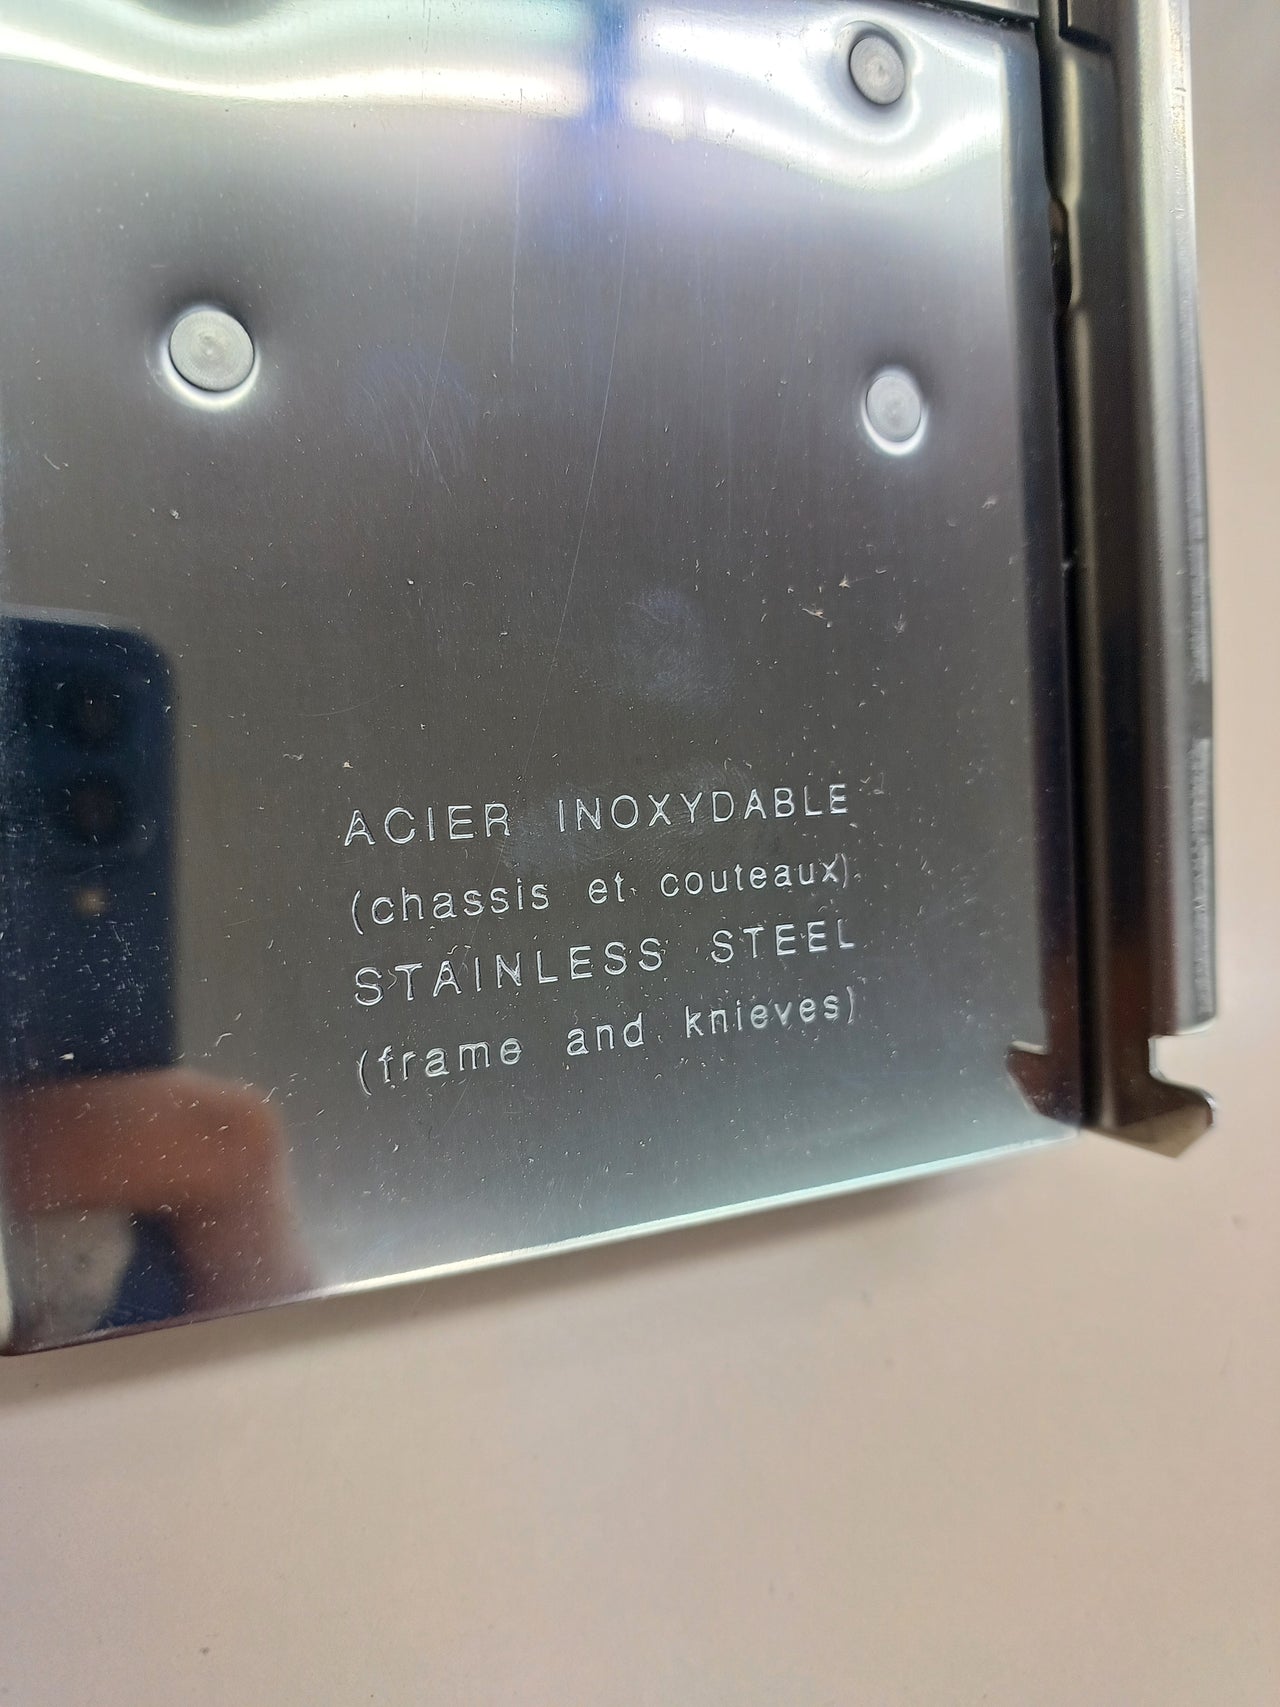 ACIER INOXYDABLE
(chassis et couteaux)
STAINLESS STEEL
(frame and knieves)